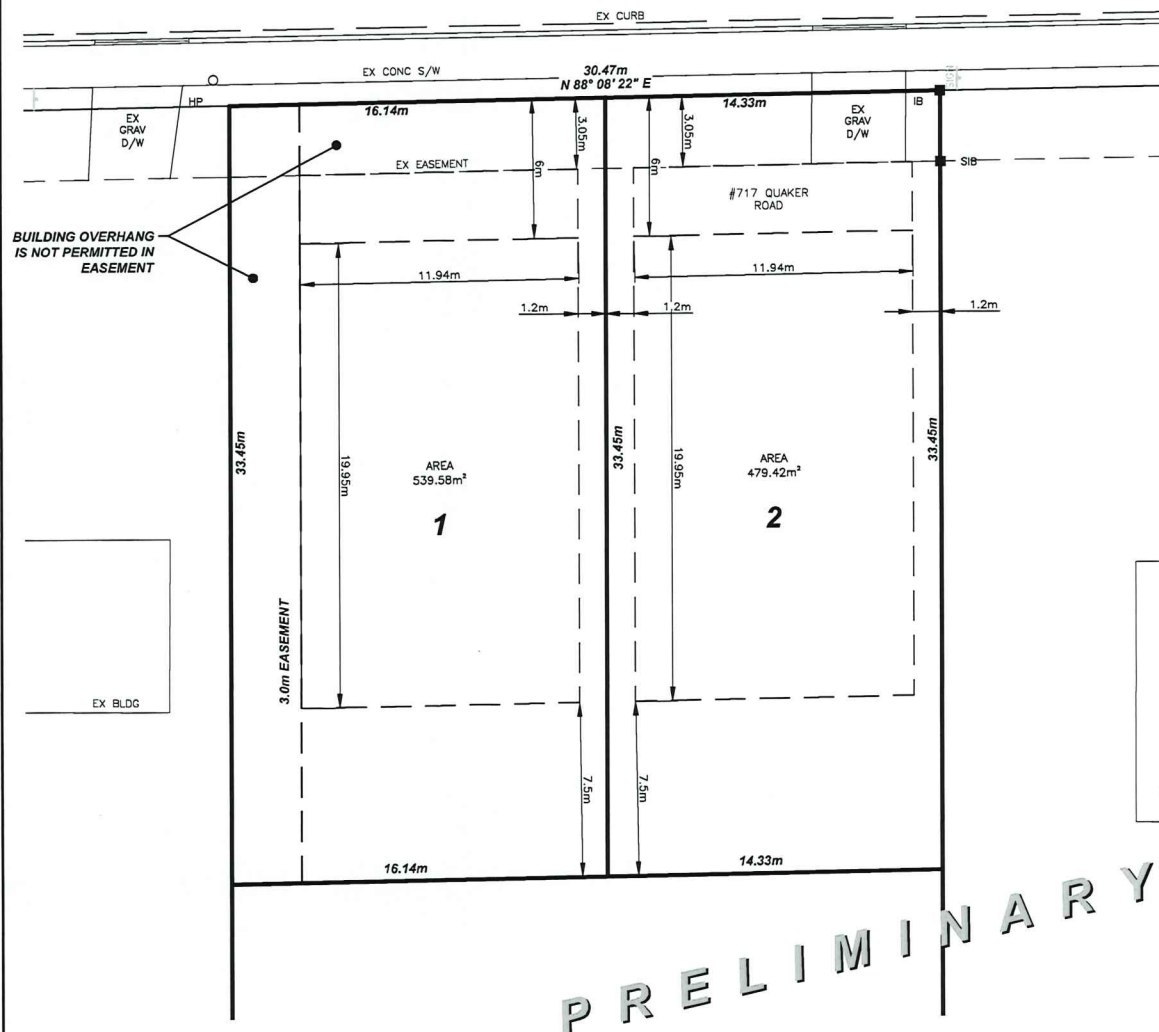 EX CURB
EX CONC S/W
30.47m
N 88° 08' 22" E
HP
EX
GRAV
D/W
16.14m
3.05m
6m
14.33m
3.05m
6m
EX
GRAV
D/W
IB
EX EASEMENT
SIB
#717 QUAKER
ROAD
BUILDING OVERHANG
IS NOT PERMITTED IN
EASEMENT
11.94m
11.94m
1.2m
1.2m
1.2m
33.45m
19.95m
AREA
539.58m²
1
33.45m
19.95m
AREA
479.42m²
2
33.45m
3.0m EASEMENT
EX BLDG
7.5m
7.5m
16.14m
14.33m
PRELIMINARY